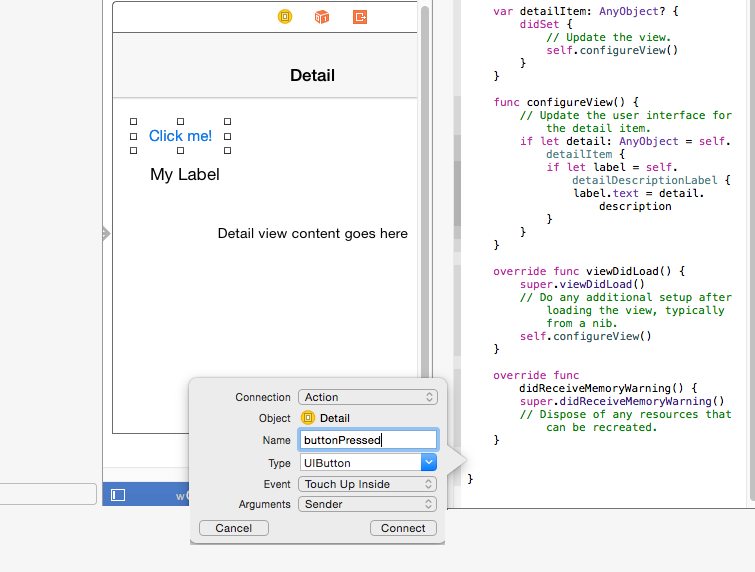 Detail
Click me!
My Label
Detail view content goes here
Connection Action
Object Detail
Name buttonPressed
Type UIButton
Event Touch Up Inside
Arguments Sender
Cancel Connect
w
var detailItem: AnyObject? {
didSet {
// Update the view.
self.configureView()
}
}
func configureView() {
// Update the user interface for
the detail item.
if let detail: AnyObject = self.
detailItem {
if let label = self.
detailDescriptionLabel {
label.text = detail.
description
}
}
}
override func viewDidLoad() {
super.viewDidLoad()
// Do any additional setup after
loading the view, typically
from a nib.
self.configureView()
}
override func
didReceiveMemoryWarning() {
super.didReceiveMemoryWarning()
// Dispose of any resources that
can be recreated.
}
}